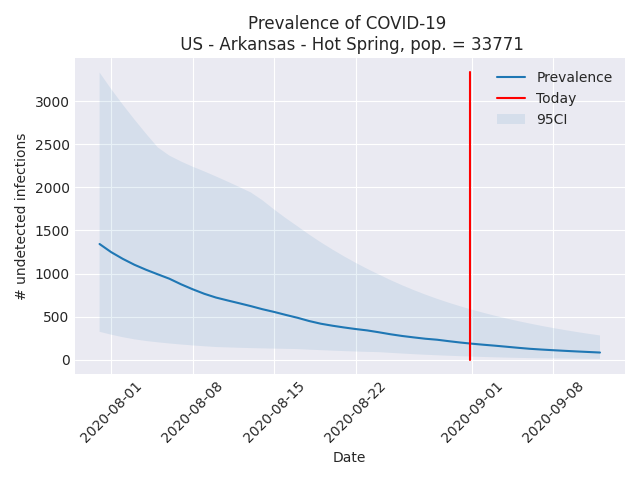 Prevalence of COVID-19
US - Arkansas - Hot Spring, pop. = 33771
Prevalence
Today
95CI
# undetected infections
3000
2500
2000
1500
1000
500
0
2020-08-01
2020-08-08
2020-08-15
2020-08-22
2020-09-01
2020-09-08
Date